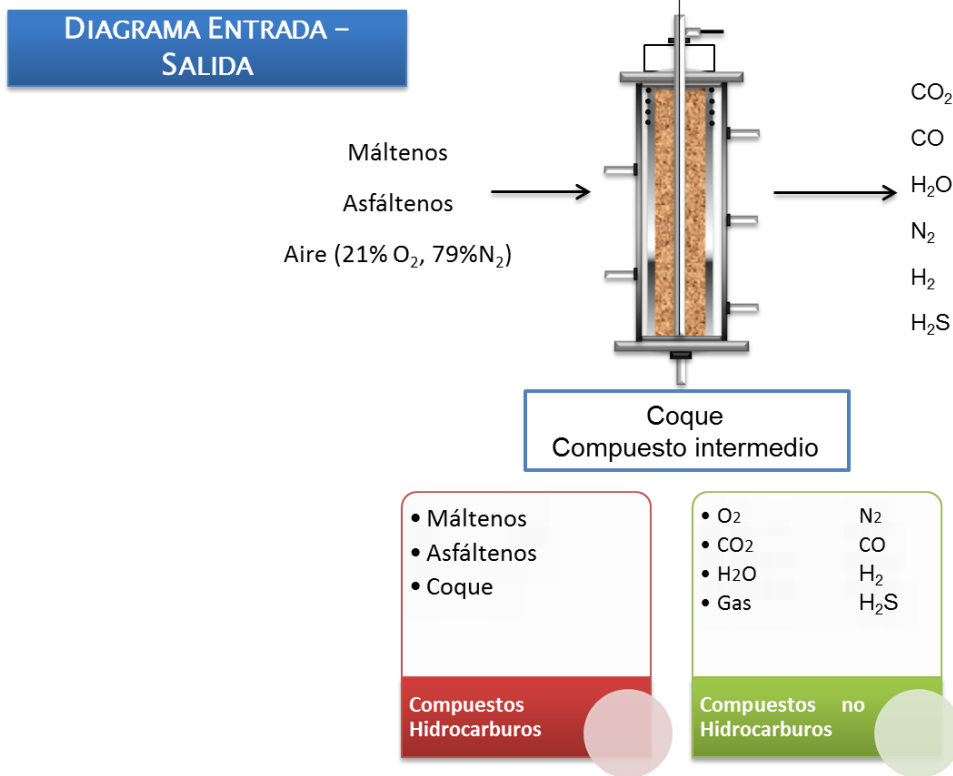 DIAGRAMA ENTRADA –
SALIDA
Máltenos
Asfáltenos
Aire (21% O₂, 79%N₂)
CO₂
CO
H₂O
N₂
H₂
H₂S
Coque
Compuesto intermedio
• Máltenos
• Asfáltenos
• Coque
Compuestos
Hidrocarburos
• O2 N2
• CO2 CO
• H2O H₂
• Gas H₂S
Compuestos no
Hidrocarburos